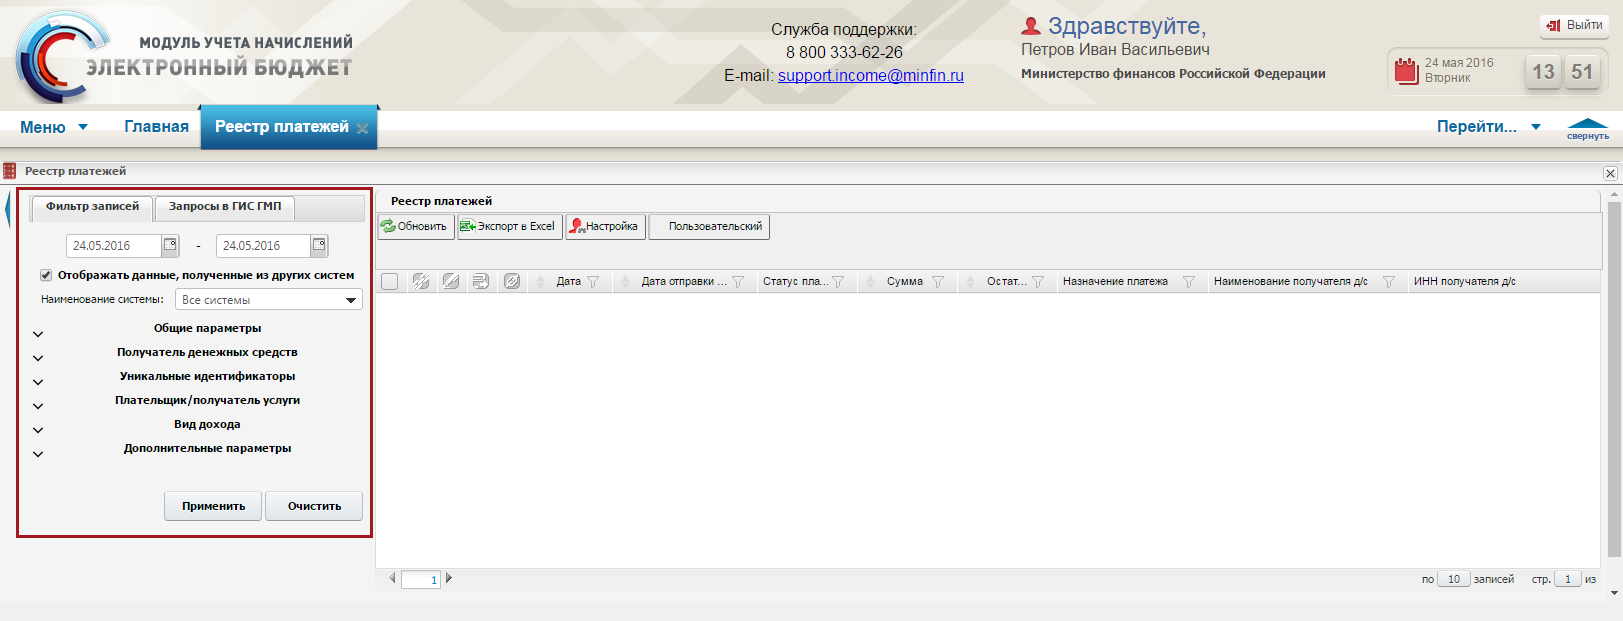 МОДУЛЬ УЧЕТА НАЧИСЛЕНИЙ
ЭЛЕКТРОННЫЙ БЮДЖЕТ
Служба поддержки:
8 800 333-62-26
E-mail: support.income@minfin.ru
Здравствуйте,
Петров Иван Васильевич
Министерство финансов Российской Федерации
Выйти
24 мая 2016
Вторник
13 51
Меню Главная Реестр платежей Перейти... свернуть
Реестр платежей
Фильтр записей Запросы в ГИС ГМП
24.05.2016 - 24.05.2016
Отображать данные, полученные из других систем
Наименование системы: Все системы
Общие параметры
Получатель денежных средств
Уникальные идентификаторы
Плательщик/получатель услуги
Вид дохода
Дополнительные параметры
Применить Очистить
Реестр платежей
Обновить Экспорт в Excel Настройка Пользовательский
Дата Дата отправки ... Статус пла... Сумма Остат... Назначение платежа Наименование получателя д/с ИНН получателя д/с
1
по 10 записей стр. 1 из